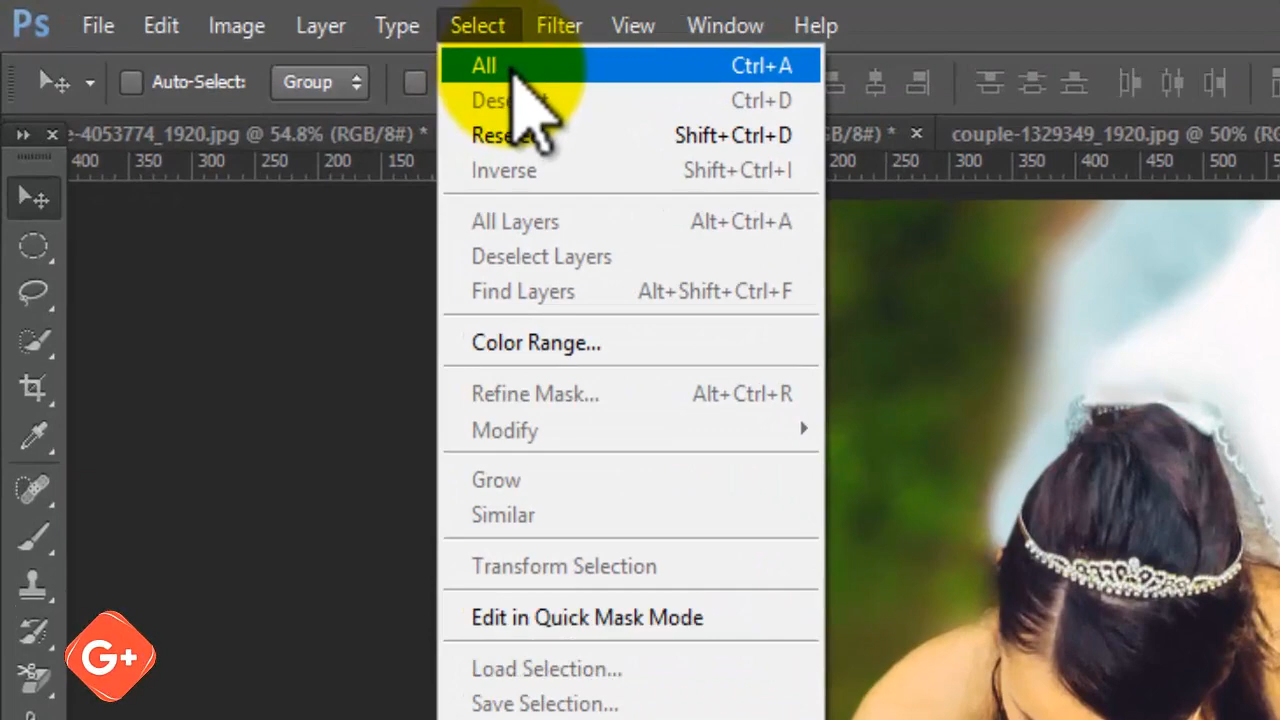 Ps File Edit Image Layer Type Select Filter View Window Help
Auto-Select: Group
e-4053774_1920.jpg @ 54.8% (RGB/8#) *
GB/8#) *
couple-1329349_1920.jpg @ 50% (RGB/8#)
400 350 300 250 200 150
200 250 300 350 400 450 500
All Ctrl+A
Ctrl+D
Shift+Ctrl+D
Inverse Shift+Ctrl+I
All Layers Alt+Ctrl+A
Deselect Layers
Find Layers Alt+Shift+Ctrl+F
Color Range...
Refine Mask... Alt+Ctrl+R
Modify
Grow
Similar
Transform Selection
Edit in Quick Mask Mode
Load Selection...
Save Selection...
G+